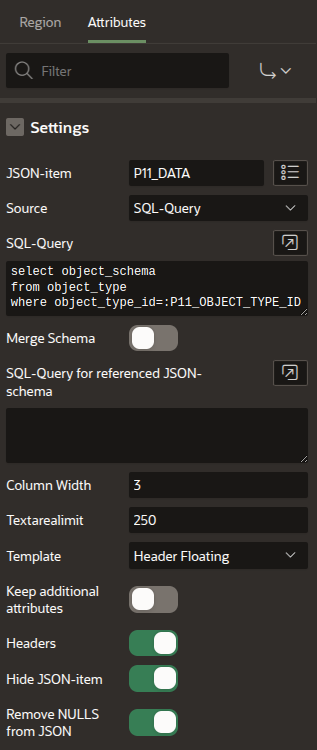 Region Attributes
Filter
Settings
JSON-item P11_DATA
Source SQL-Query
SQL-Query
select object_schema
from object_type
where object_type_id=:P11_OBJECT_TYPE_ID
Merge Schema
SQL-Query for referenced JSON-
schema
Column Width 3
Textarealimit 250
Template Header Floating
Keep additional
attributes
Headers
Hide JSON-item
Remove NULLS
from JSON